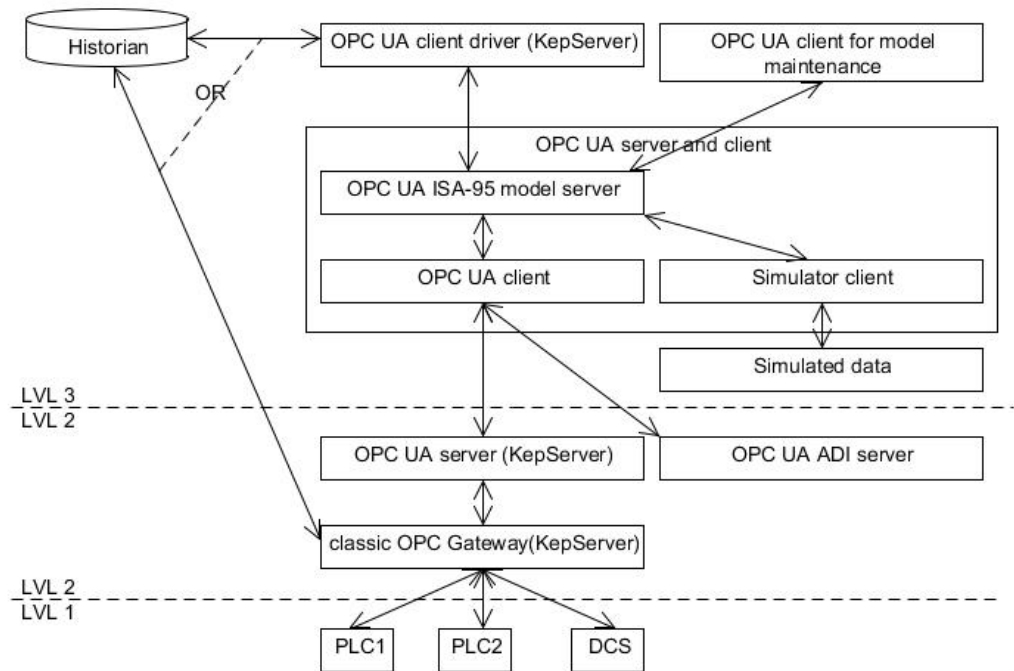 Historian
OPC UA client driver (KepServer)
OPC UA client for model
maintenance
OR
OPC UA server and client
OPC UA ISA-95 model server
OPC UA client
Simulator client
Simulated data
LVL 3
LVL 2
OPC UA server (KepServer)
OPC UA ADI server
classic OPC Gateway(KepServer)
LVL 2
LVL 1
PLC1
PLC2
DCS